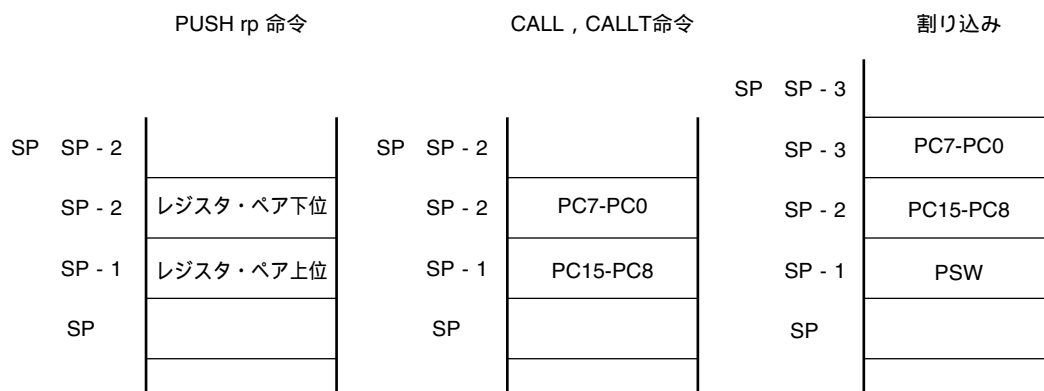 PUSH rp 命令
SP SP - 2
SP - 2 レジスタ・ペア下位
SP - 1 レジスタ・ペア上位
SP
CALL , CALLT命令
SP SP - 2
SP - 2 PC7-PC0
SP - 1 PC15-PC8
SP
割り込み
SP SP - 3
SP - 3 PC7-PC0
SP - 2 PC15-PC8
SP - 1 PSW
SP